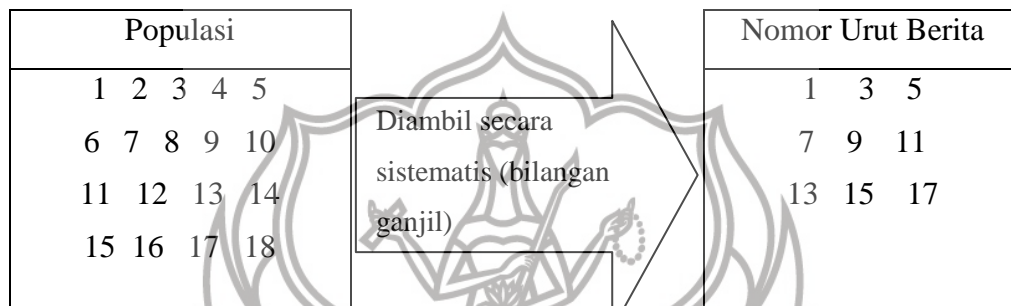 Populasi
1 2 3 4 5
6 7 8 9 10
11 12 13 14
15 16 17 18
Diambil secara
sistematis (bilangan
ganjil)
Nomor Urut Berita
1 3 5
7 9 11
13 15 17